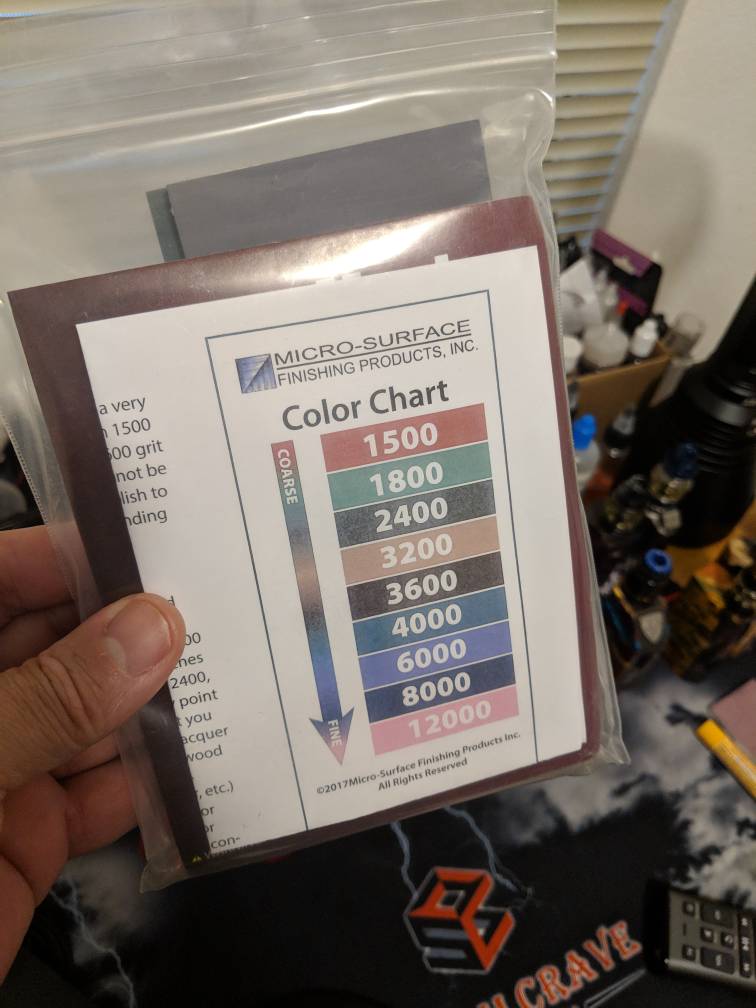 MICRO-SURFACE
FINISHING PRODUCTS, INC.
Color Chart
COARSE
FINE
1500
1800
2400
3200
3600
4000
6000
8000
12000
©2017Micro-Surface Finishing Products Inc.
All Rights Reserved
a very
1500
00 grit
not be
lish to
nding
00
hes
2400,
point
t you
acquer
wood
, etc.)
or
or
con-
CRAVE